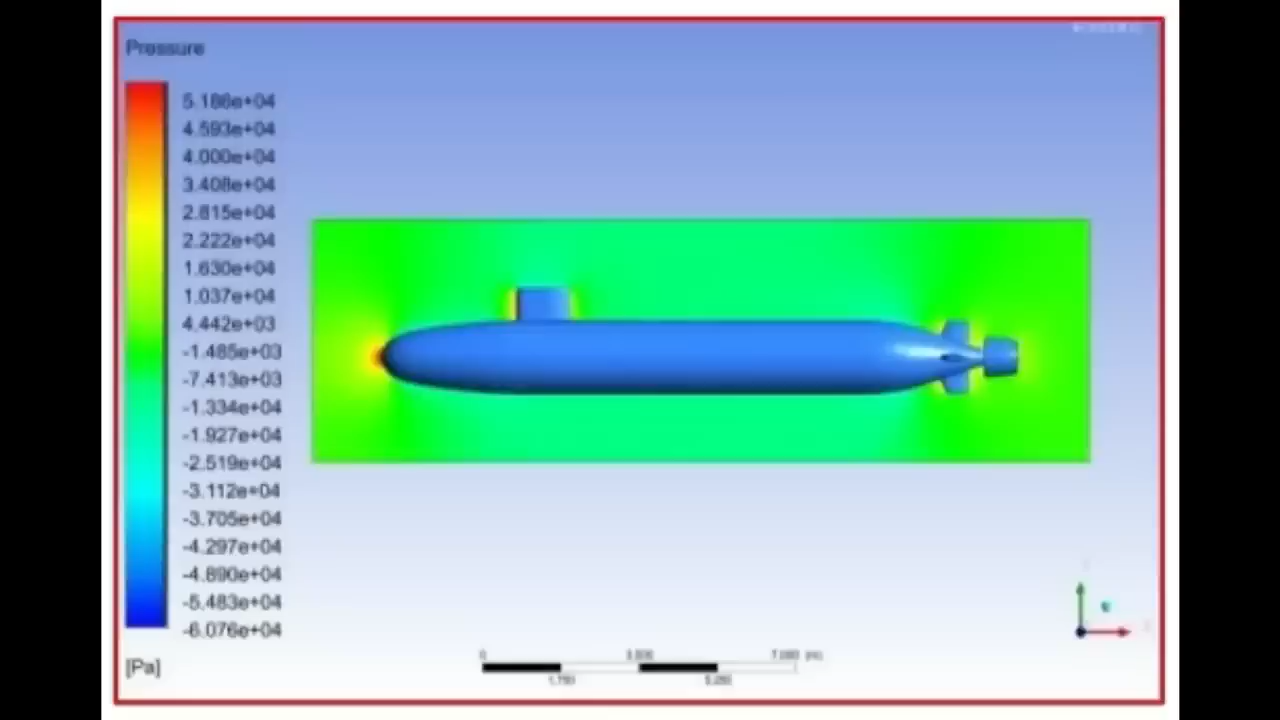 Pressure
5.186e+04
4.593e+04
4.000e+04
3.408e+04
2.815e+04
2.222e+04
1.630e+04
1.037e+04
4.442e+03
-1.485e+03
-7.413e+03
-1.334e+04
-1.927e+04
-2.519e+04
-3.112e+04
-3.705e+04
-4.297e+04
-4.890e+04
-5.483e+04
-6.076e+04
[Pa]
0